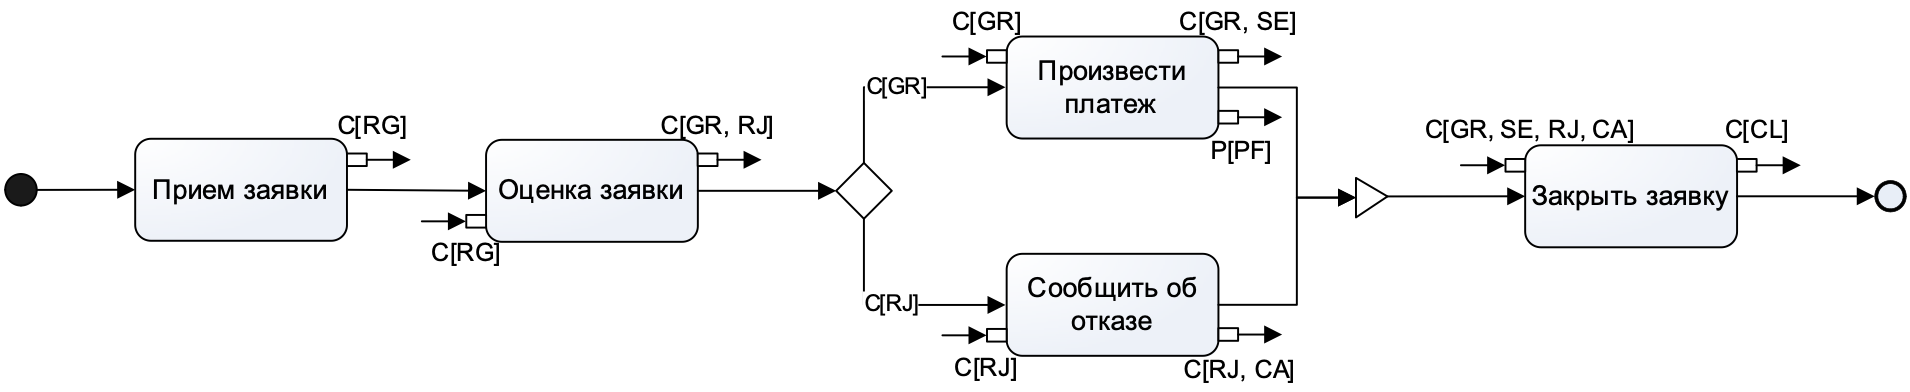 C[RG]
Прием заявки
C[GR, RJ]
Оценка заявки
C[RG]
C[GR]
C[RJ]
C[GR]
C[GR, SE]
Произвести
платеж
P[PF]
Сообщить об
отказе
C[RJ]
C[RJ, CA]
C[GR, SE, RJ, CA]
C[CL]
Закрыть заявку